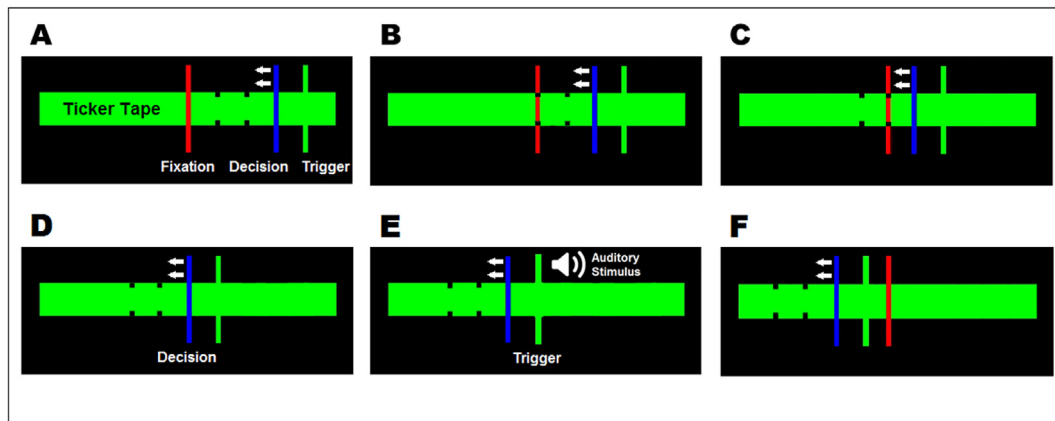 A
B
C
Ticker Tape
Fixation
Decision
Trigger
D
E
F
Auditory
Stimulus
Decision
Trigger